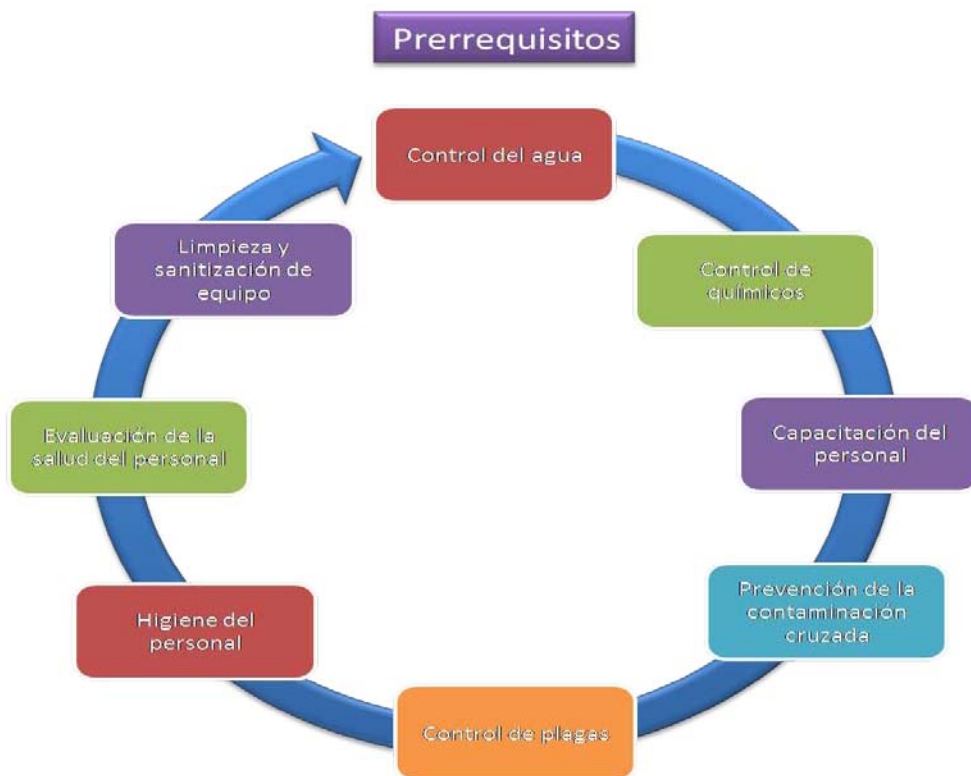 Prerrequisitos
Control del agua
Control de
químicos
Capacitación del
personal
Prevención de la
contaminación
cruzada
Control de plagas
Higiene del
personal
Evaluación de la
salud del personal
Limpieza y
sanitización de
equipo